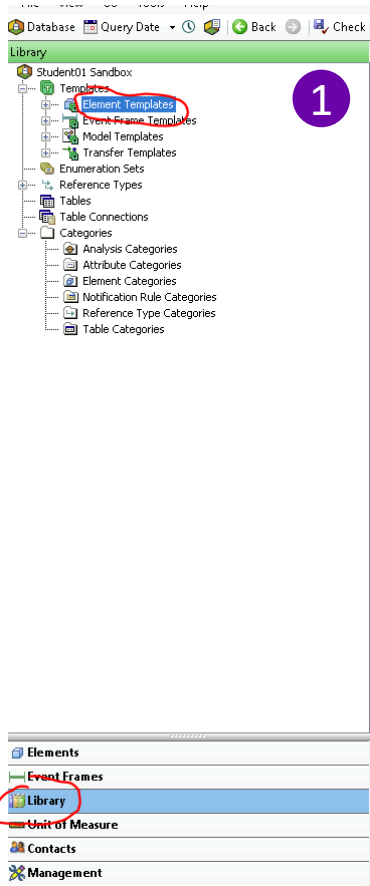 Database Query Date Back Check
Library
Student01 Sandbox
Templates
Element Templates
Event Frame Templates
Model Templates
Transfer Templates
Enumeration Sets
Reference Types
Tables
Table Connections
Categories
Analysis Categories
Attribute Categories
Element Categories
Notification Rule Categories
Reference Type Categories
Table Categories
1
Elements
Event Frames
Library
Unit of Measure
Contacts
Management